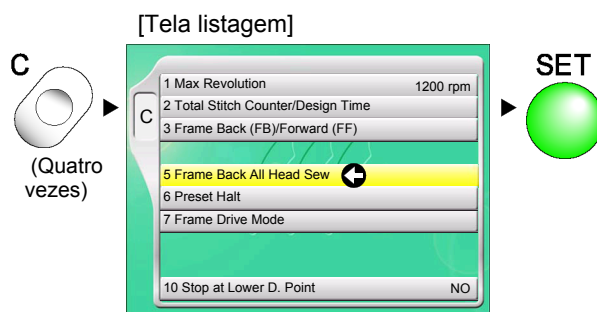 [Tela listagem]
C
(Quatro
vezes)
C
1 Max Revolution 1200 rpm
2 Total Stitch Counter/Design Time
3 Frame Back (FB)/Forward (FF)
5 Frame Back All Head Sew
6 Preset Halt
7 Frame Drive Mode
10 Stop at Lower D. Point NO
SET